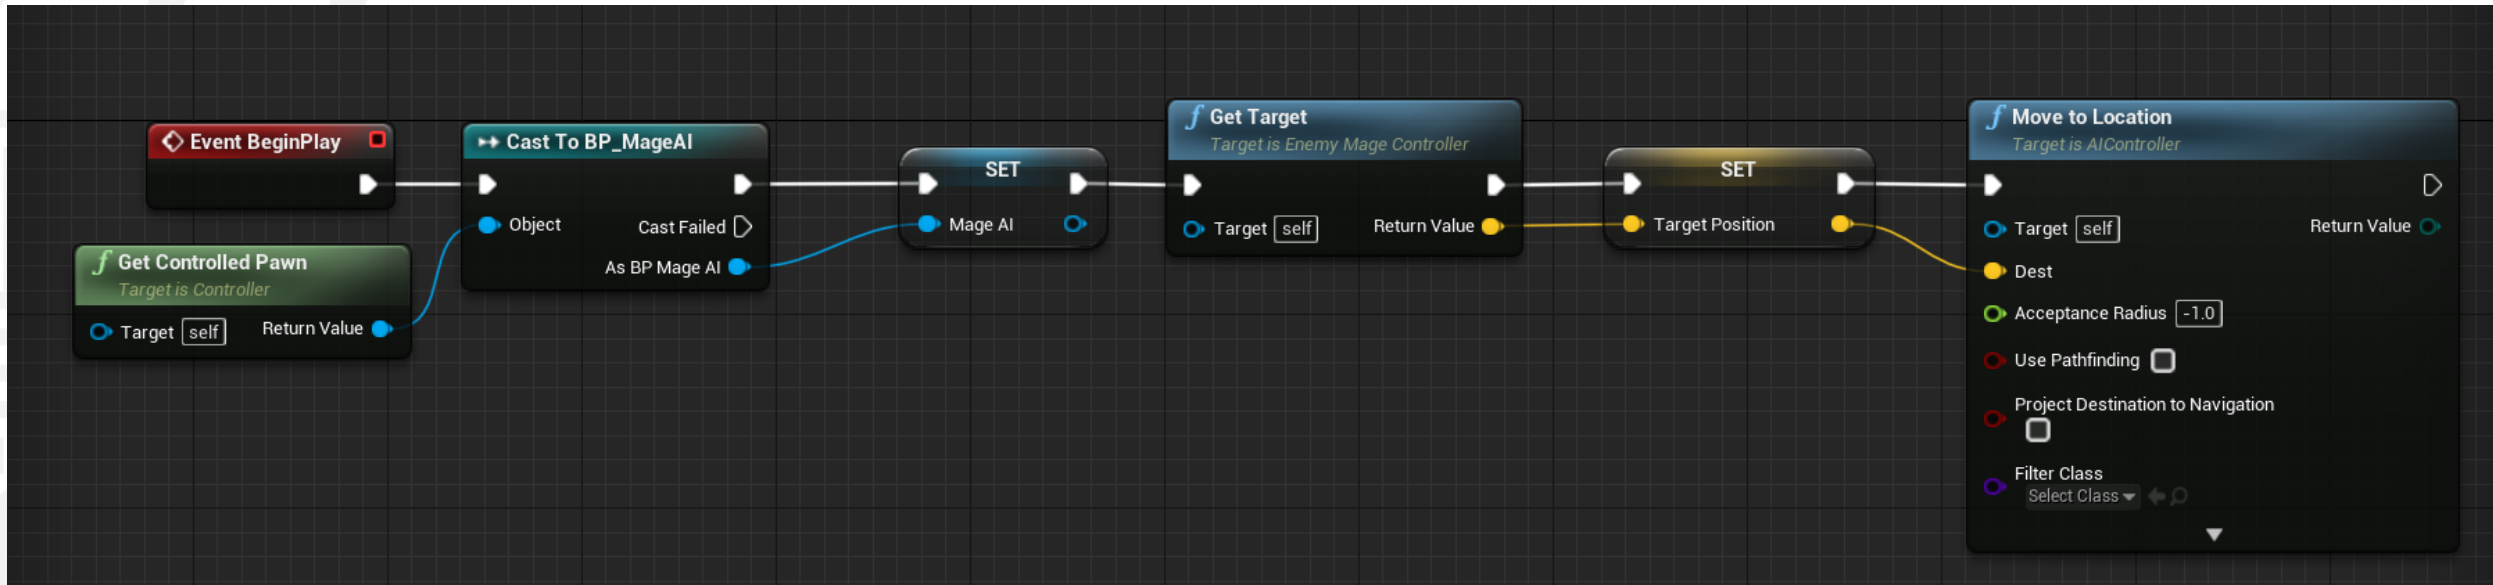 Event BeginPlay
Get Controlled Pawn
Target is Controller
Target self Return Value
Cast To BP_MageAI
Object
Cast Failed
As BP Mage AI
SET
Mage AI
Get Target
Target is Enemy Mage Controller
Target self Return Value
SET
Target Position
Move to Location
Target is AIController
Target self Return Value
Dest
Acceptance Radius -1.0
Use Pathfinding
Project Destination to Navigation
Filter Class
Select Class